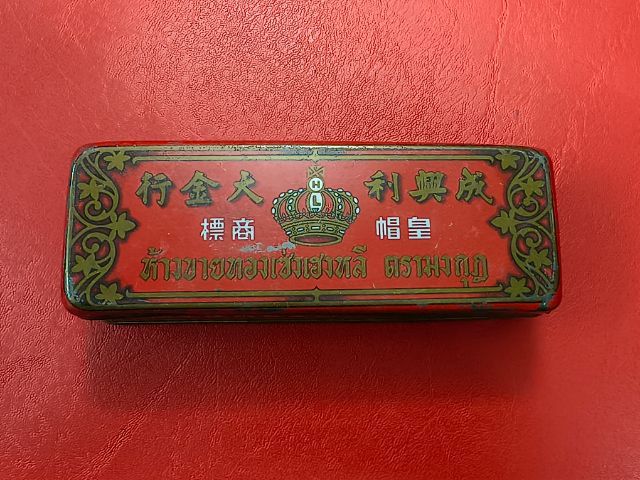 成興利大金行
HL
皇帽商標
ห้างขายทองเซ่งเฮงหลี ตรามงกุฎ